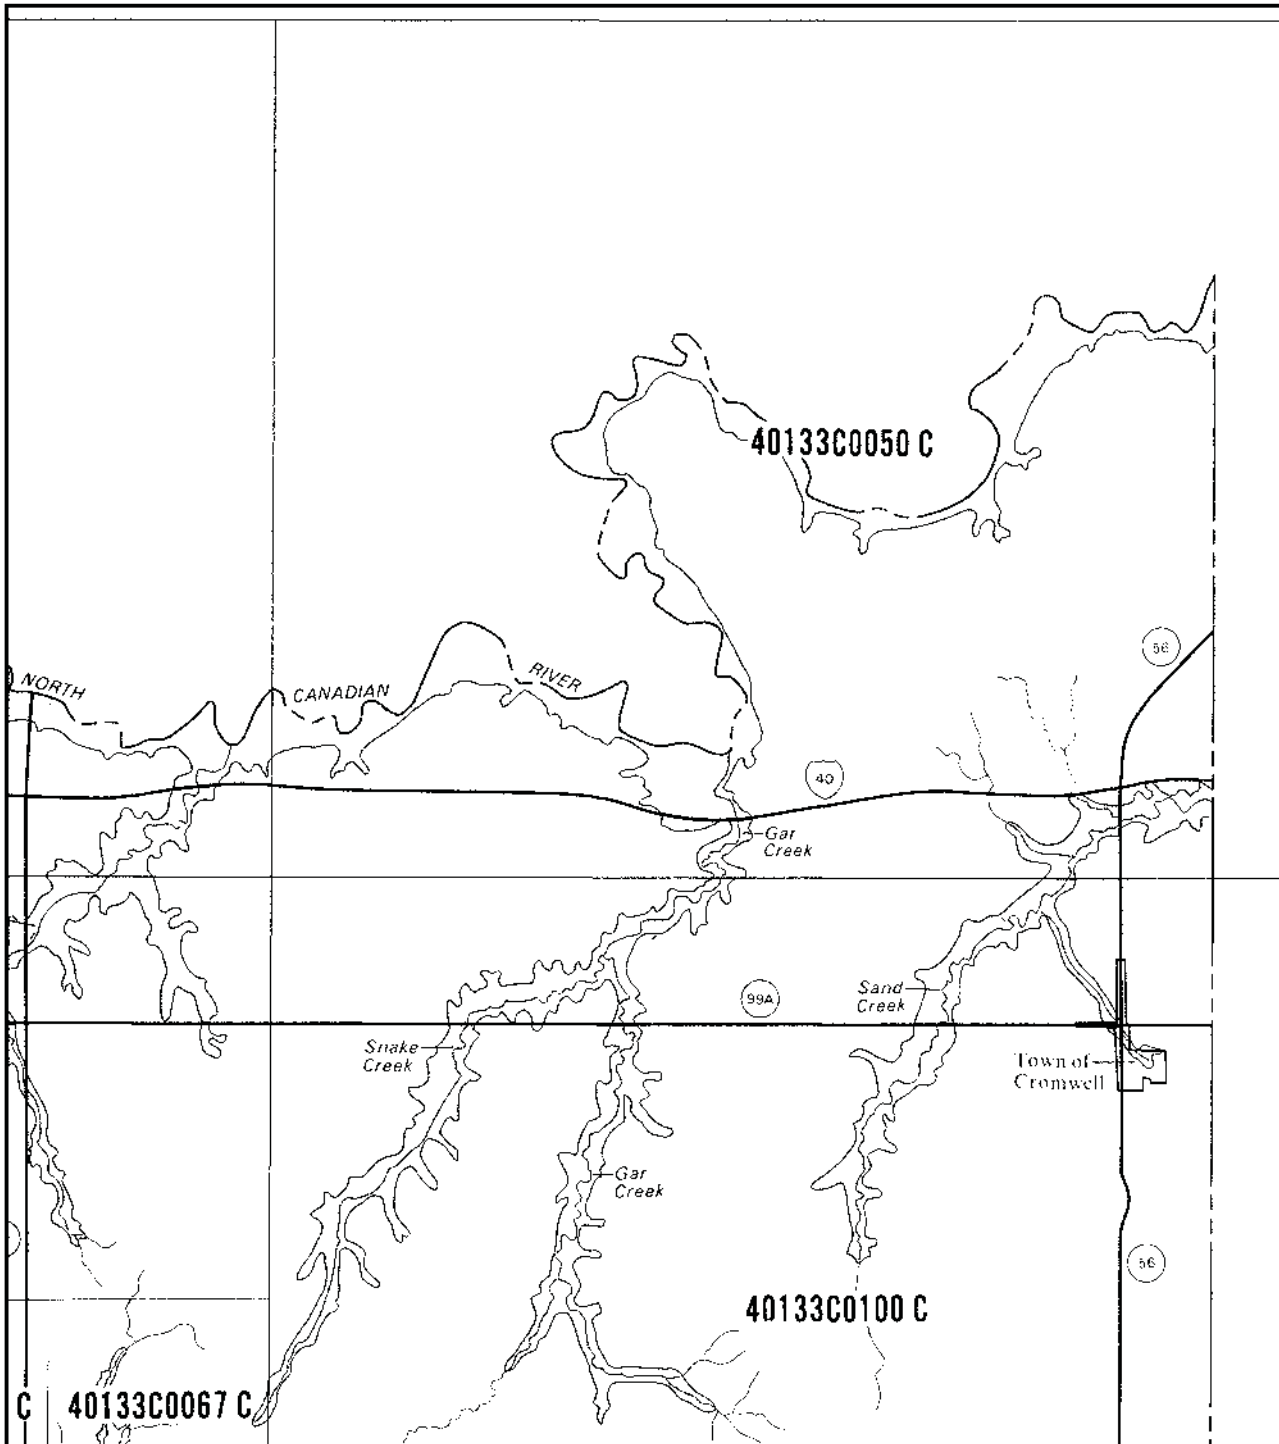 40133C0050 C
56
NORTH
CANADIAN
RIVER
40
Gar
Creek
Sand
Creek
99A
Snake
Creek
Town of
Cromwell
Gar
Creek
56
40133C0100 C
C
40133C0067 C